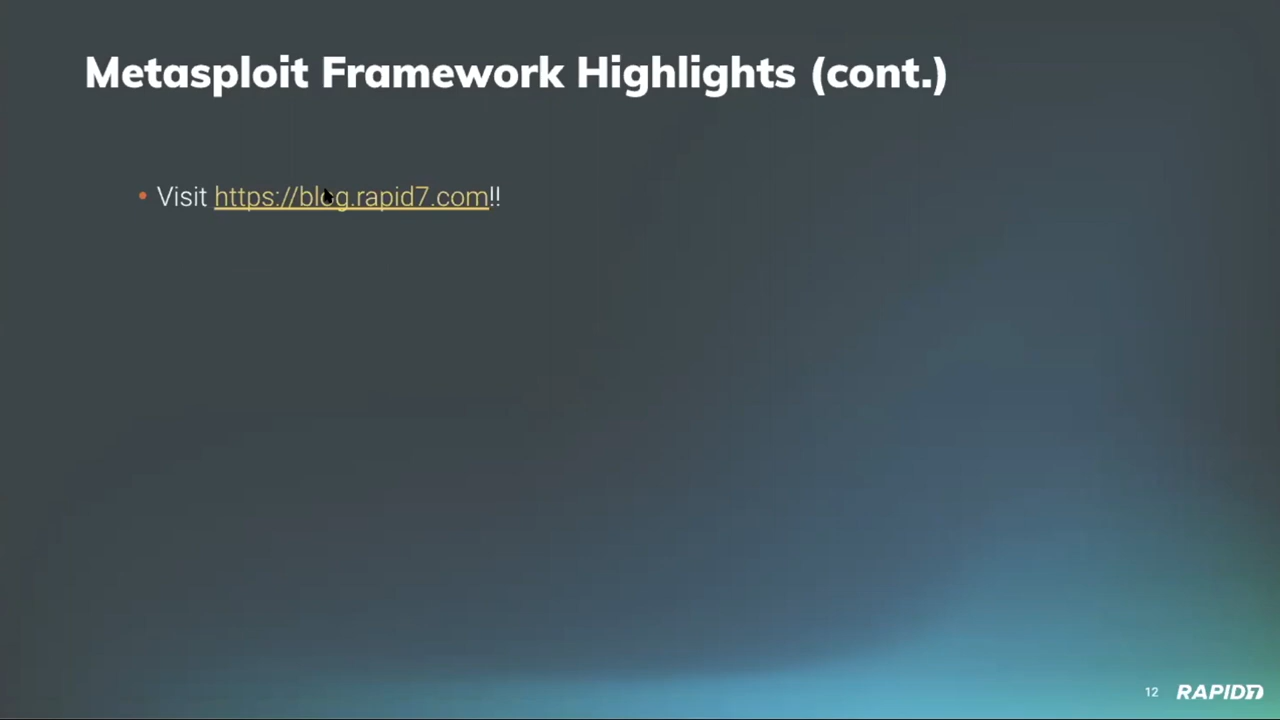 Metasploit Framework Highlights (cont.)
• Visit https://blog.rapid7.com!!
12 RAPID7